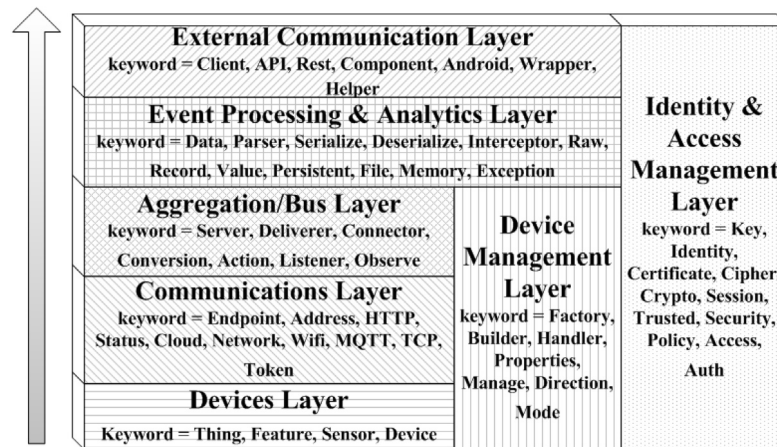 External Communication Layer
keyword = Client, API, Rest, Component, Android, Wrapper,
Helper
Event Processing & Analytics Layer
keyword = Data, Parser, Serialize, Deserialize, Interceptor, Raw,
Record, Value, Persistent, File, Memory, Exception
Aggregation/Bus Layer
keyword = Server, Deliverer, Connector,
Conversion, Action, Listener, Observe
Communications Layer
keyword = Endpoint, Address, HTTP,
Status, Cloud, Network, Wifi, MQTT, TCP,
Token
Devices Layer
Keyword = Thing, Feature, Sensor, Device
Device
Management
Layer
keyword = Factory,
Builder, Handler,
Properties,
Manage, Direction,
Mode
Identity &
Access
Management
Layer
keyword = Key,
Identity,
Certificate, Cipher,
Crypto, Session,
Trusted, Security,
Policy, Access,
Auth